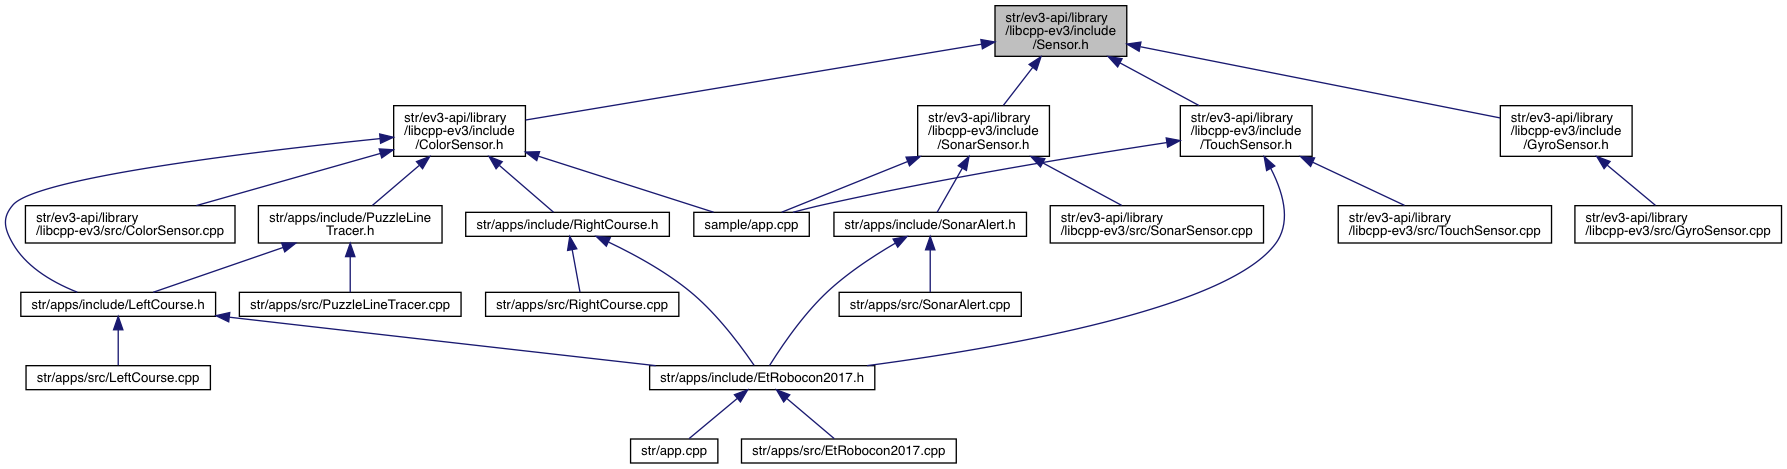 str/ev3-api/library
/libcpp-ev3/include
/Sensor.h
str/ev3-api/library
/libcpp-ev3/include
/ColorSensor.h
str/ev3-api/library
/libcpp-ev3/include
/SonarSensor.h
str/ev3-api/library
/libcpp-ev3/include
/TouchSensor.h
str/ev3-api/library
/libcpp-ev3/include
/GyroSensor.h
str/ev3-api/library
/libcpp-ev3/src/ColorSensor.cpp
str/apps/include/PuzzleLine
Tracer.h
str/apps/include/RightCourse.h
sample/app.cpp
str/apps/include/SonarAlert.h
str/ev3-api/library
/libcpp-ev3/src/SonarSensor.cpp
str/ev3-api/library
/libcpp-ev3/src/TouchSensor.cpp
str/ev3-api/library
/libcpp-ev3/src/GyroSensor.cpp
str/apps/include/LeftCourse.h
str/apps/src/PuzzleLineTracer.cpp
str/apps/src/RightCourse.cpp
str/apps/src/SonarAlert.cpp
str/apps/src/LeftCourse.cpp
str/apps/include/EtRobocon2017.h
str/app.cpp
str/apps/src/EtRobocon2017.cpp